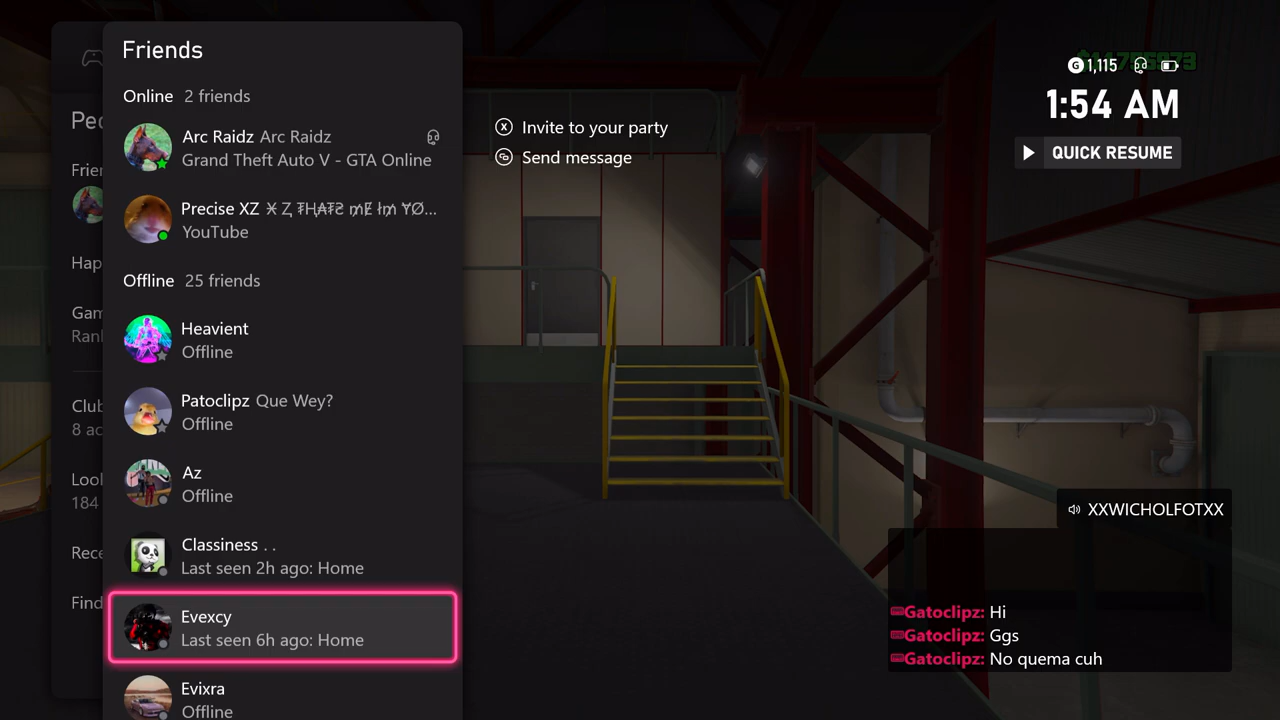 Friends
Online 2 friends
Arc Raidz Arc Raidz
Grand Theft Auto V - GTA Online
Precise XZ
YouTube
Offline 25 friends
Heavient
Offline
Patoclipz Que Wey?
Offline
Az
Offline
Classiness . .
Last seen 2h ago: Home
Evexcy
Last seen 6h ago: Home
Evixra
Offline
X Invite to your party
Send message
G 1,115
1:54 AM
QUICK RESUME
XXWICHOLFOTXX
Gatoclipz: Hi
Gatoclipz: Ggs
Gatoclipz: No quema cuh